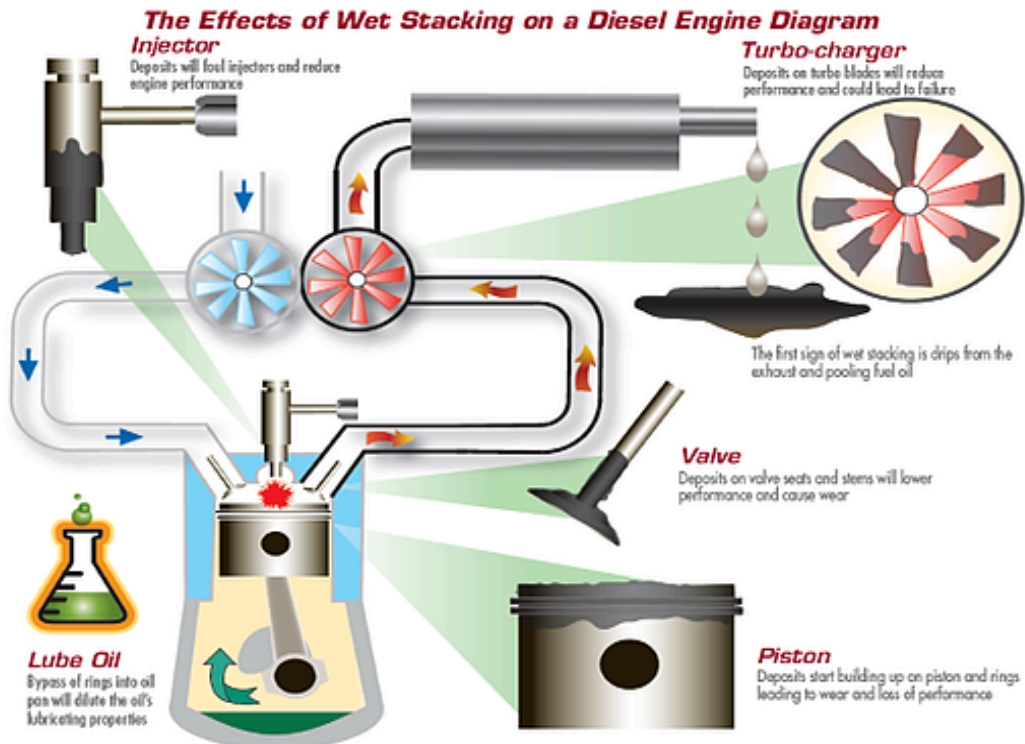 The Effects of Wet Stacking on a Diesel Engine Diagram
Injector
Deposits will foul injectors and reduce
engine performance
Turbo-charger
Deposits on turbo blades will reduce
performance and could lead to failure
The first sign of wet stacking is drips from the
exhaust and pooling fuel oil
Valve
Deposits on valve seats and stems will lower
performance and cause wear
Lube Oil
Bypass of rings into oil
pan will dilute the oil's
lubricating properties
Piston
Deposits start building up on piston and rings
leading to wear and loss of performance